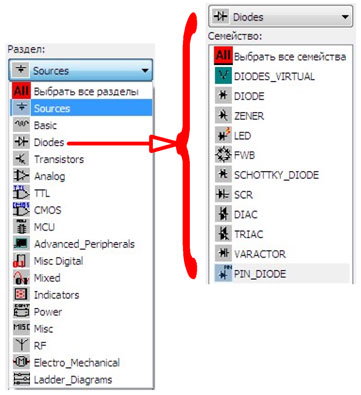 Раздел:
Sources
All Выбрать все разделы
Sources
Basic
Diodes
Transistors
Analog
TTL
CMOS
MCU
Advanced_Peripherals
Misc Digital
Mixed
Indicators
Power
MISC Misc
RF
Electro_Mechanical
Ladder_Diagrams
Diodes
Семейство:
All Выбрать все семейства
DIODES_VIRTUAL
DIODE
ZENER
LED
FWB
SCHOTTKY_DIODE
SCR
DIAC
TRIAC
VARACTOR
PIN_DIODE